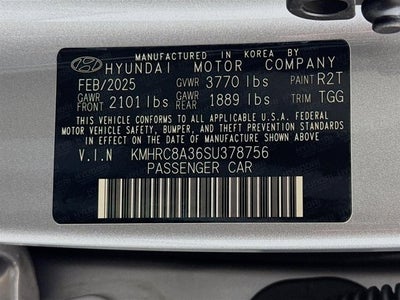 MANUFACTURED IN KOREA BY
HYUNDAI MOTOR COMPANY
FEB/2025 GVWR 3770 lbs PAINT R2T
GAWR FRONT 2101 lbs GAWR REAR 1889 lbs TRIM TGG
THIS VEHICLE CONFORMS TO ALL APPLICABLE U.S.
FEDERAL MOTOR VEHICLE SAFETY, BUMPER, AND THEFT PREVENTION STANDARDS
IN EFFECT ON THE DATE OF MANUFACTURE SHOWN ABOVE.
V.I.N KMHRC8A36SU378756
PASSENGER CAR